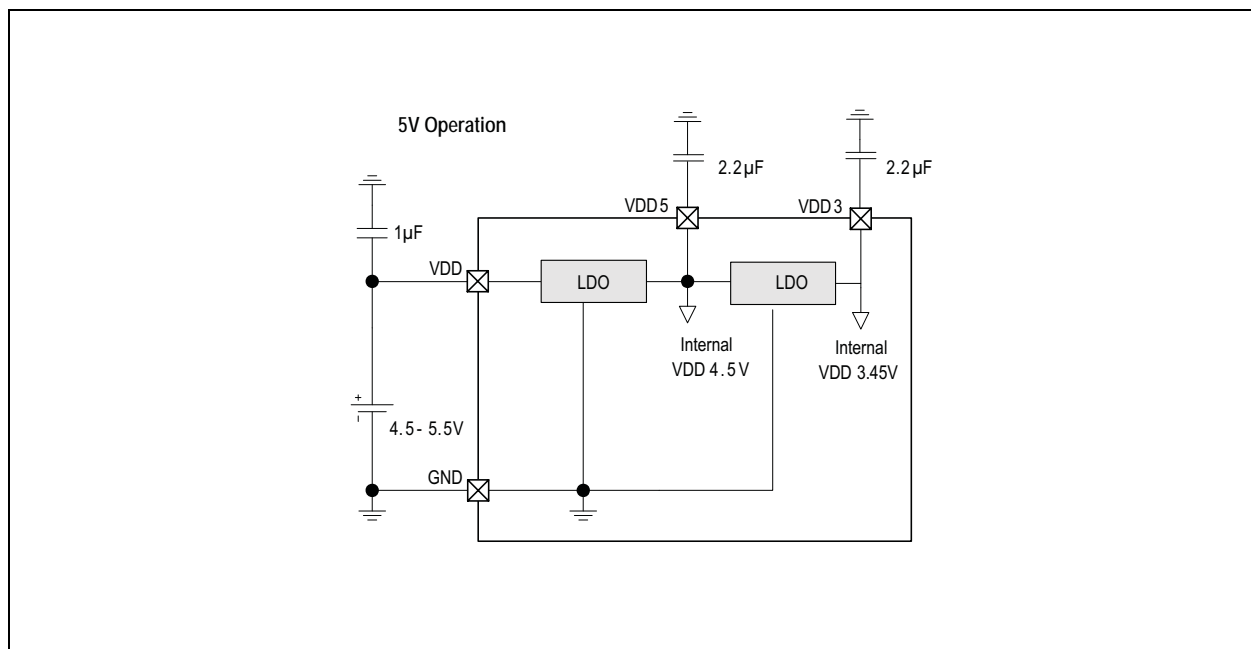 5V Operation
2.2µF
2.2µF
VDD5
VDD3
1µF
VDD
LDO
LDO
Internal
VDD 4.5V
Internal
VDD 3.45V
+
-
4.5- 5.5V
GND